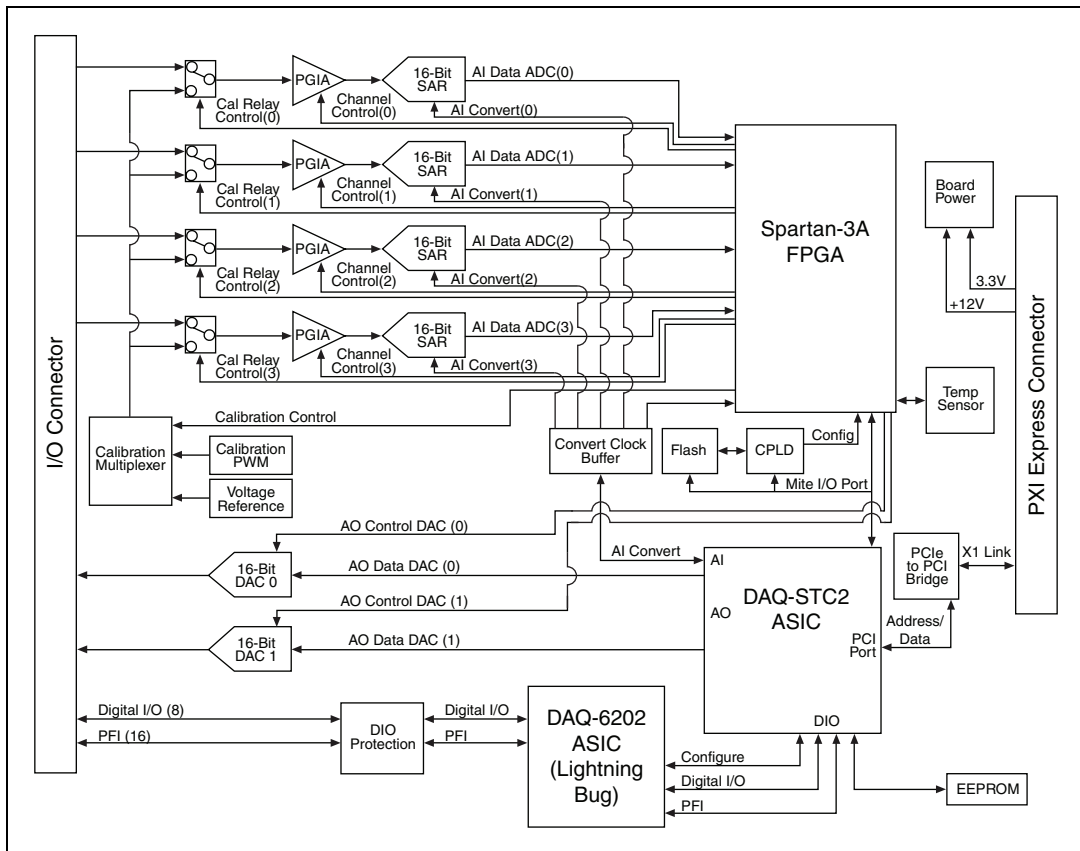 I/O Connector
PGIA
16-Bit
SAR
AI Data ADC(0)
Cal Relay
Control(0)
Channel
Control(0)
AI Convert(0)
PGIA
16-Bit
SAR
AI Data ADC(1)
Cal Relay
Control(1)
Channel
Control(1)
AI Convert(1)
PGIA
16-Bit
SAR
AI Data ADC(2)
Cal Relay
Control(2)
Channel
Control(2)
AI Convert(2)
PGIA
16-Bit
SAR
AI Data ADC(3)
Cal Relay
Control(3)
Channel
Control(3)
AI Convert(3)
Spartan-3A
FPGA
Board
Power
3.3V
+12V
PXI Express Connector
Temp
Sensor
Calibration Control
Calibration
Multiplexer
Calibration
PWM
Voltage
Reference
Convert Clock
Buffer
Flash
CPLD
Config
Mite I/O Port
AO Control DAC (0)
AI Convert
16-Bit
DAC 0
AO Data DAC (0)
AO Control DAC (1)
16-Bit
DAC 1
AO Data DAC (1)
AI
AO
DAQ-STC2
ASIC
PCI
Port
DIO
PCIe
to PCI
Bridge
X1 Link
Address/
Data
Digital I/O (8)
PFI (16)
DIO
Protection
Digital I/O
PFI
DAQ-6202
ASIC
(Lightning
Bug)
Configure
Digital I/O
PFI
EEPROM